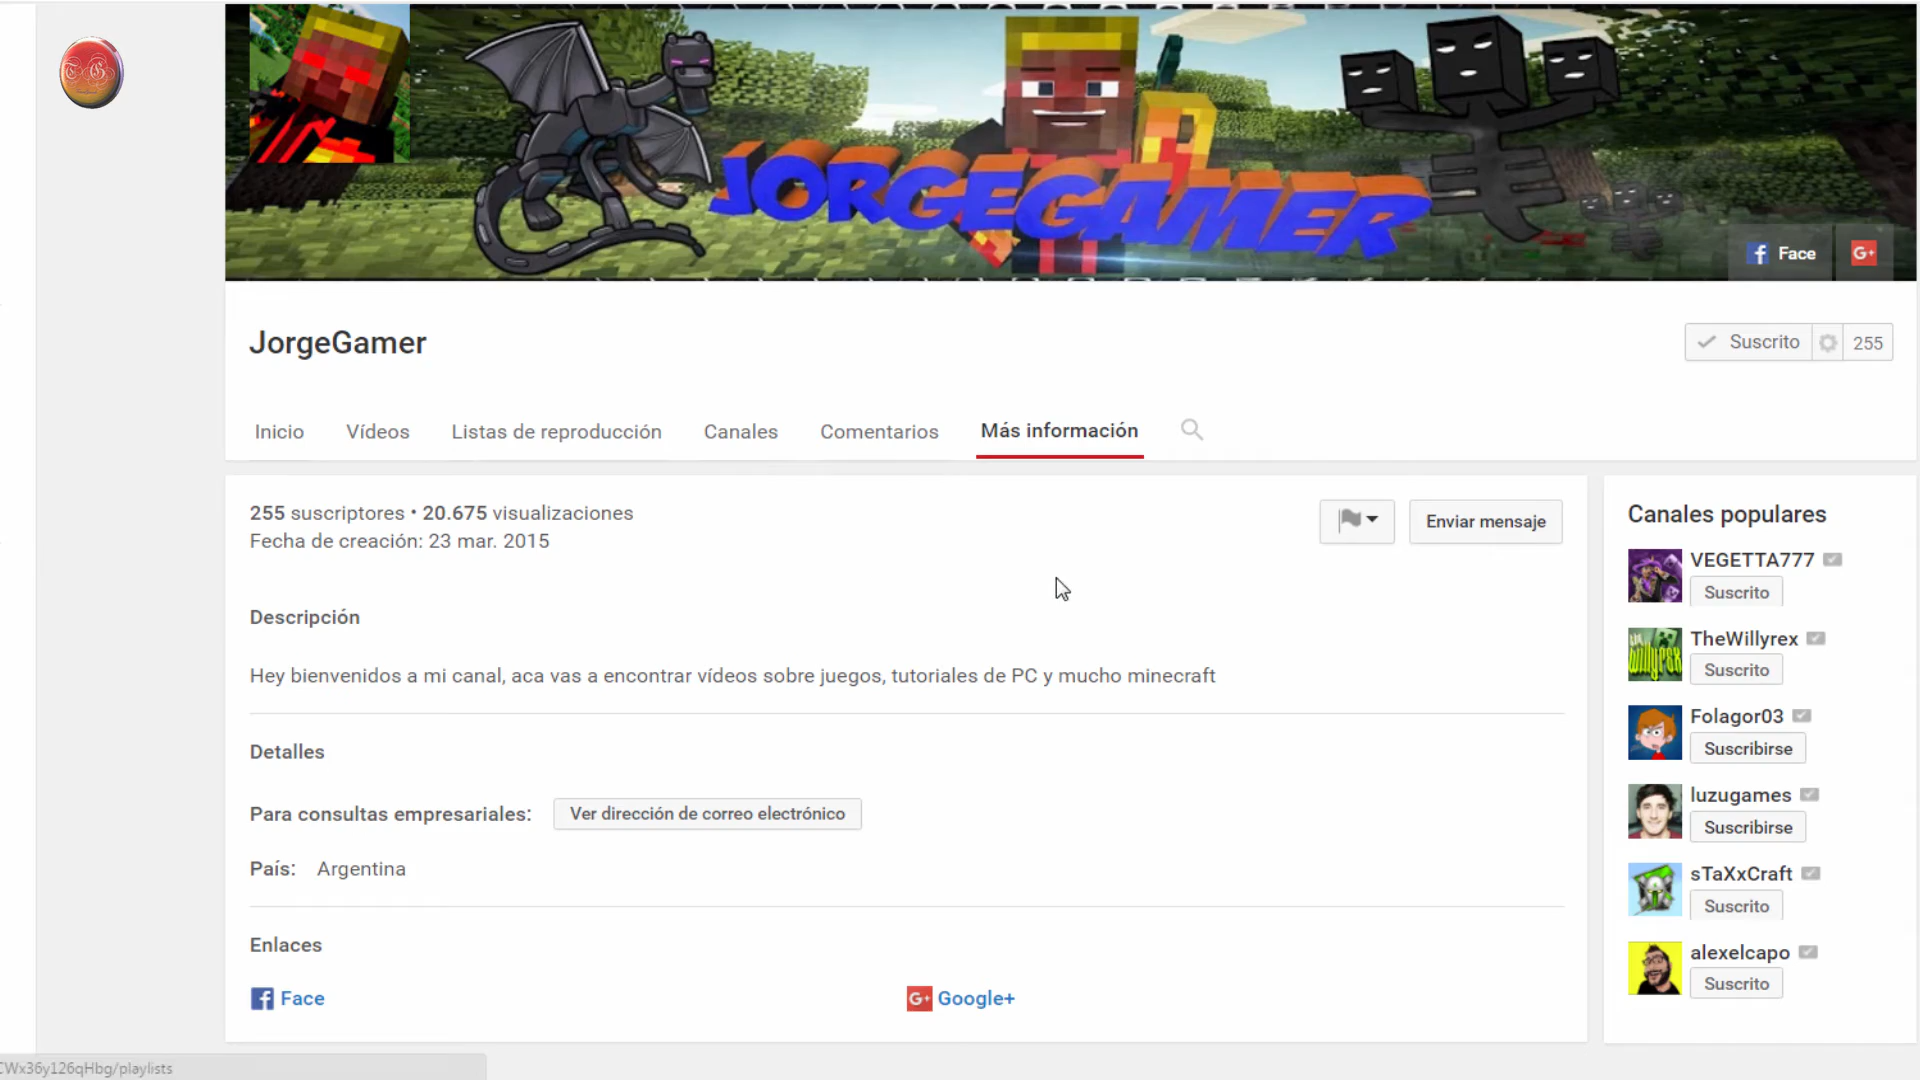 JORGEGAMER
Face
JorgeGamer
Suscrito
255
Inicio
Vídeos
Listas de reproducción
Canales
Comentarios
Más información
255 suscriptores • 20.675 visualizaciones
Fecha de creación: 23 mar. 2015
Enviar mensaje
Descripción
Hey bienvenidos a mi canal, aca vas a encontrar vídeos sobre juegos, tutoriales de PC y mucho minecraft
Detalles
Para consultas empresariales:
Ver dirección de correo electrónico
País: Argentina
Enlaces
Face
G+ Google+
Canales populares
VEGETTA777
Suscrito
TheWillyrex
Suscrito
Folagor03
Suscribirse
luzugames
Suscribirse
sTaXxCraft
Suscrito
alexelcapo
Suscrito
CWx36y126qHbg/playlists